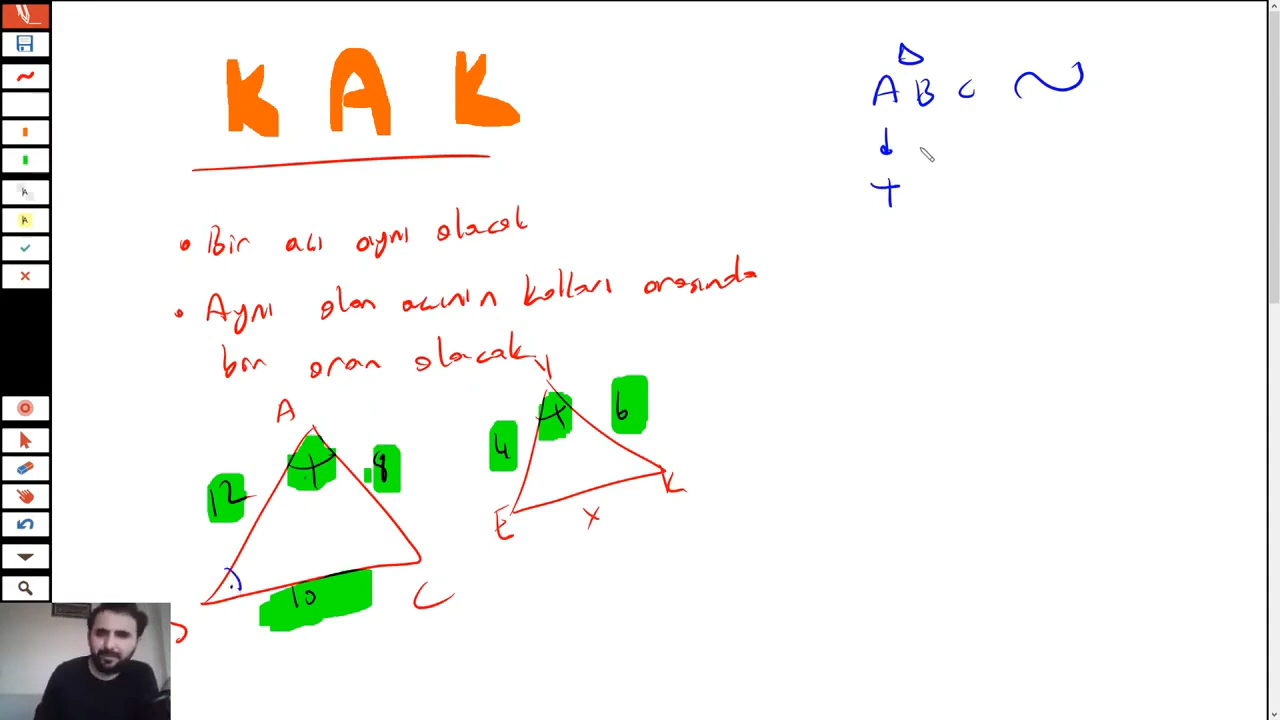 KAK
• Bir açı aynı olacak
• Aynı olan açının kolları arasında
bir oran olacak
A
12
8
10
C
4
6
E
K
x
ABC ~
+